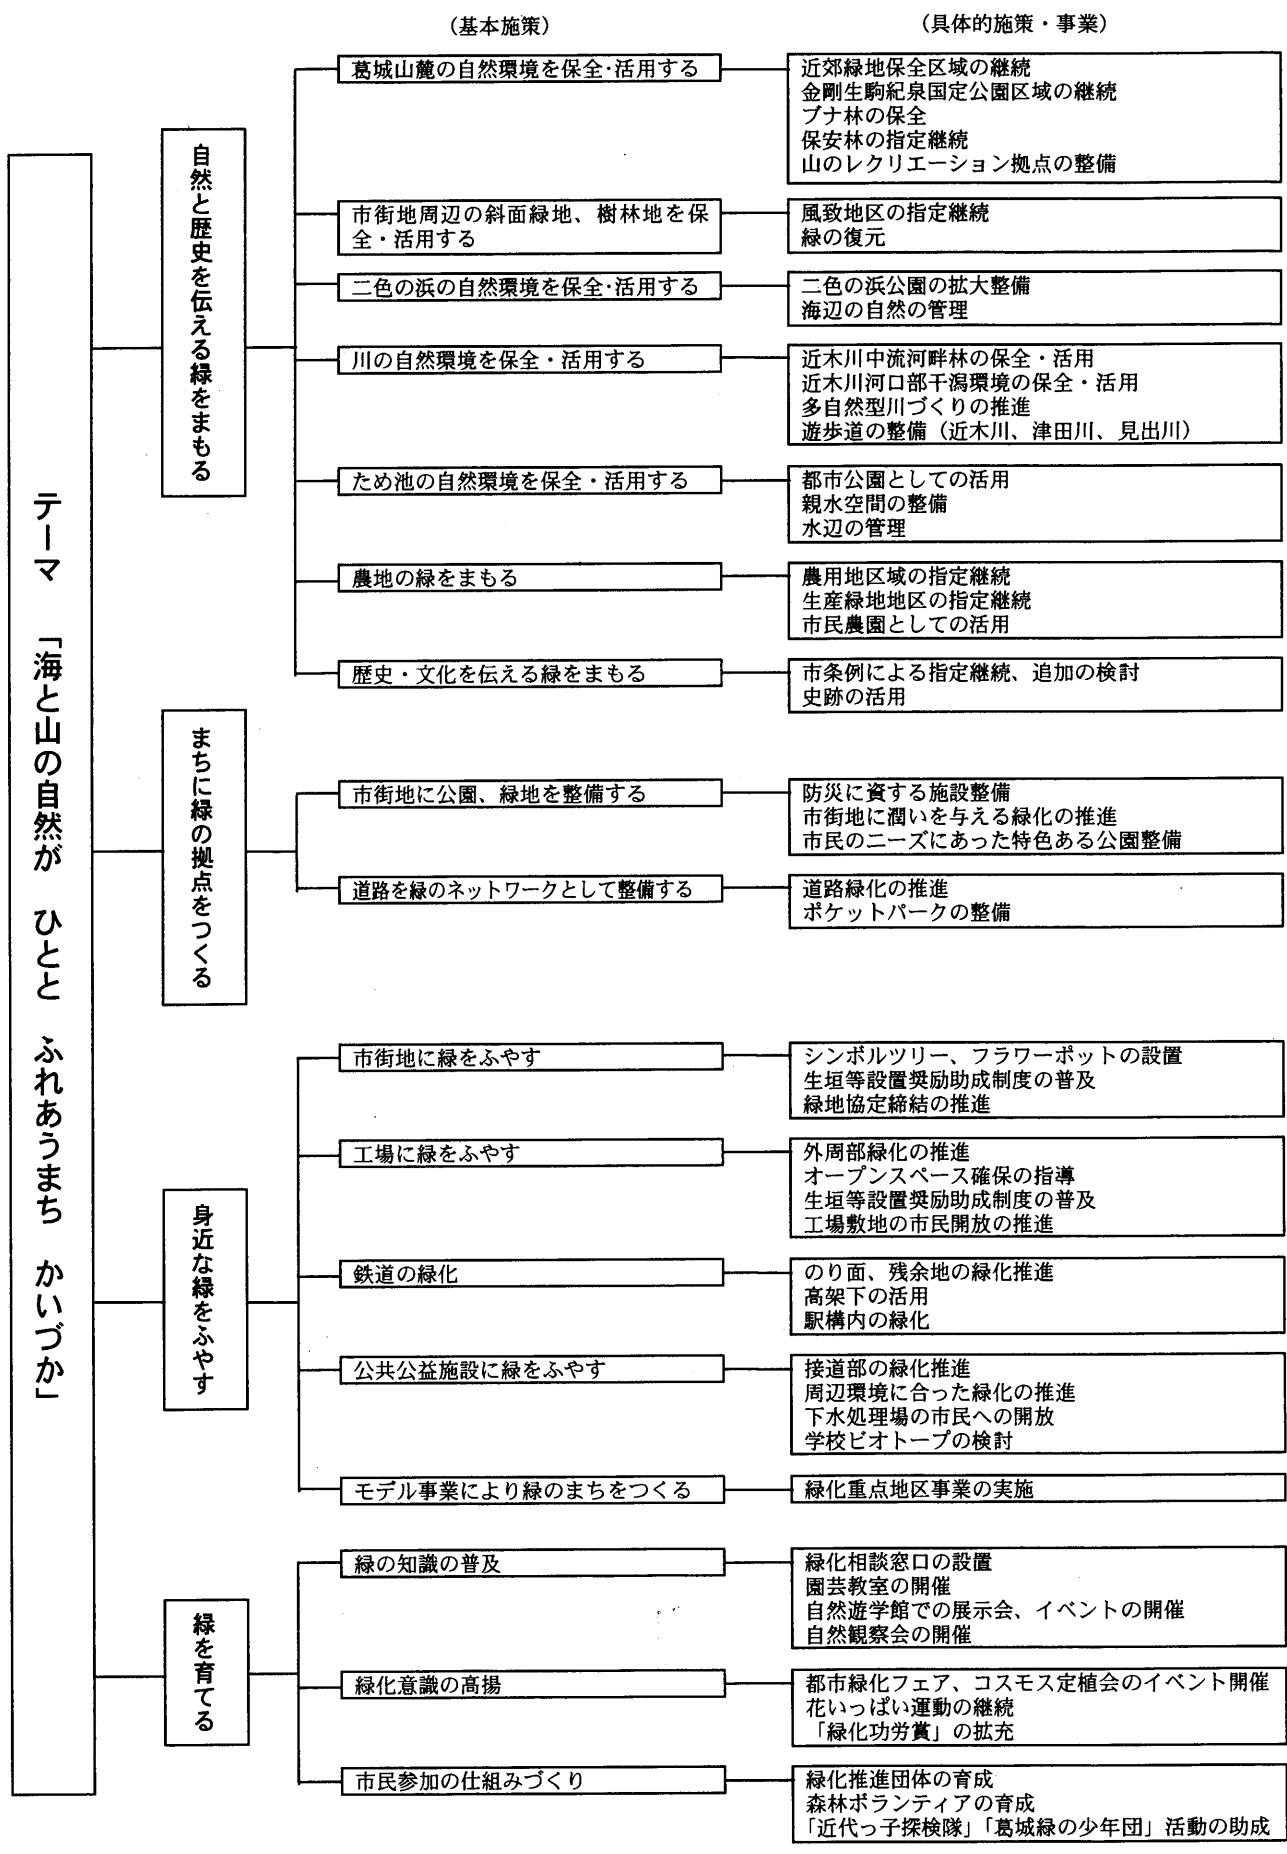 (基本施策)
(具体的施策・事業)
テーマ 「海と山の自然が ひとと ふれあうまち かいづか」
自然と歴史を伝える緑をまもる
葛城山麓の自然環境を保全・活用する
近郊緑地保全区域の継続
金剛生駒紀泉国定公園区域の継続
ブナ林の保全
保安林の指定継続
山のレクリエーション拠点の整備
市街地周辺の斜面緑地、樹林地を保
全・活用する
風致地区の指定継続
緑の復元
二色の浜の自然環境を保全・活用する
二色の浜公園の拡大整備
海辺の自然の管理
川の自然環境を保全・活用する
近木川中流河畔林の保全・活用
近木川河口部干潟環境の保全・活用
多自然型川づくりの推進
遊歩道の整備（近木川、津田川、見出川）
ため池の自然環境を保全・活用する
都市公園としての活用
親水空間の整備
水辺の管理
農地の緑をまもる
農用地区域の指定継続
生産緑地地区の指定継続
市民農園としての活用
歴史・文化を伝える緑をまもる
市条例による指定継続、追加の検討
史跡の活用
まちに緑の拠点をつくる
市街地に公園、緑地を整備する
防災に資する施設整備
市街地に潤いを与える緑化の推進
市民のニーズにあった特色ある公園整備
道路を緑のネットワークとして整備する
道路緑化の推進
ポケットパークの整備
身近な緑をふやす
市街地に緑をふやす
シンボルツリー、フラワーポットの設置
生垣等設置奨励助成制度の普及
緑地協定締結の推進
工場に緑をふやす
外周部緑化の推進
オープンスペース確保の指導
生垣等設置奨励助成制度の普及
工場敷地の市民開放の推進
鉄道の緑化
のり面、残余地の緑化推進
高架下の活用
駅構内の緑化
公共公益施設に緑をふやす
接道部の緑化推進
周辺環境に合った緑化の推進
下水処理場の市民への開放
学校ビオトープの検討
モデル事業により緑のまちをつくる
緑化重点地区事業の実施
緑を育てる
緑の知識の普及
緑化相談窓口の設置
園芸教室の開催
自然遊学館での展示会、イベントの開催
自然観察会の開催
緑化意識の高揚
都市緑化フェア、コスモス定植会のイベント開催
花いっぱい運動の継続
「緑化功労賞」の拡充
市民参加の仕組みづくり
緑化推進団体の育成
森林ボランティアの育成
「近代っ子探検隊」「葛城緑の少年団」活動の助成